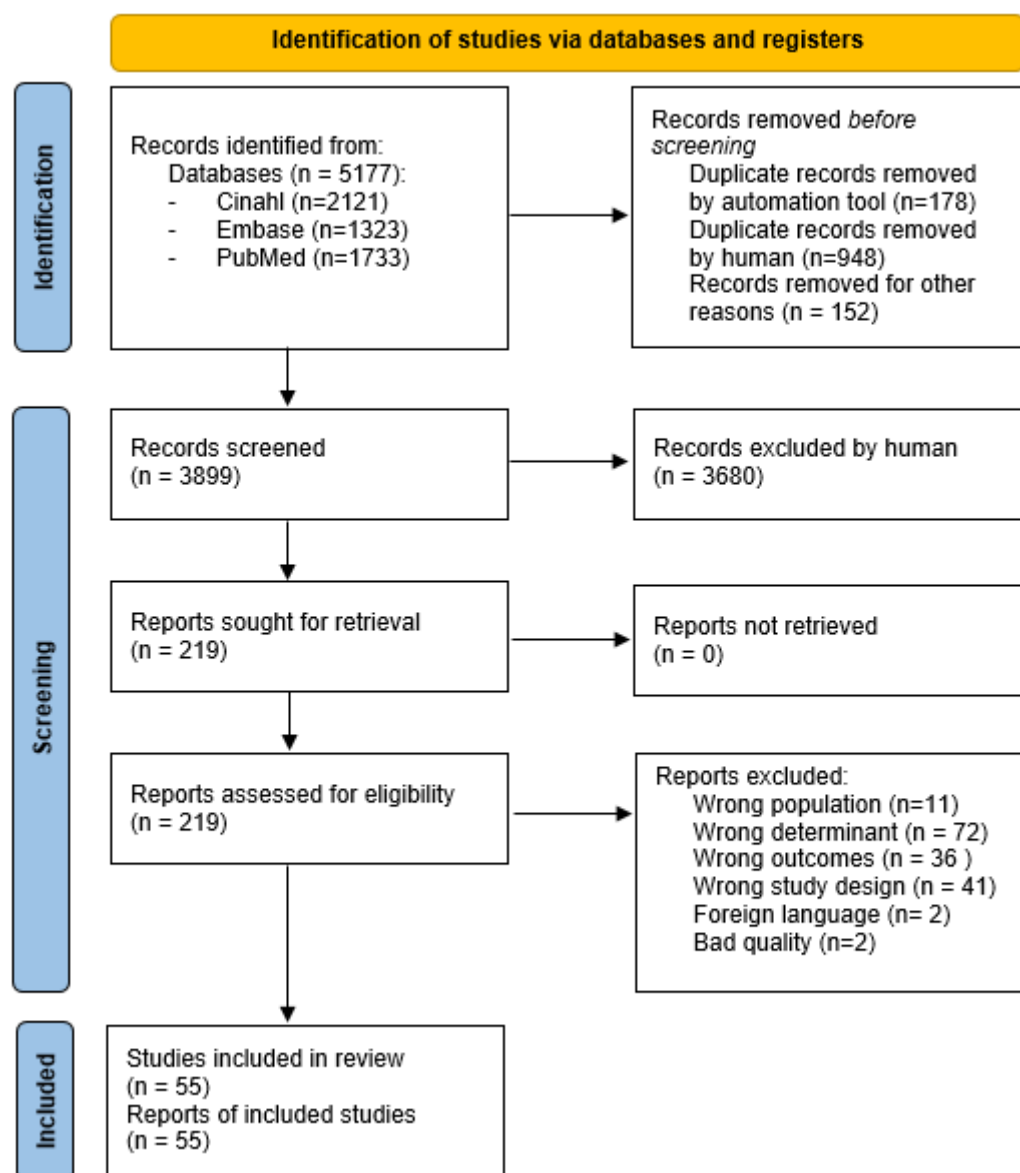 Identification of studies via databases and registers
Identification
Records identified from:
Databases (n = 5177):
- Cinahl (n=2121)
- Embase (n=1323)
- PubMed (n=1733)
Records removed before
screening
Duplicate records removed
by automation tool (n=178)
Duplicate records removed
by human (n=948)
Records removed for other
reasons (n = 152)
Screening
Records screened
(n = 3899)
Records excluded by human
(n = 3680)
Reports sought for retrieval
(n = 219)
Reports not retrieved
(n = 0)
Reports assessed for eligibility
(n = 219)
Reports excluded:
Wrong population (n=11)
Wrong determinant (n = 72)
Wrong outcomes (n = 36 )
Wrong study design (n = 41)
Foreign language (n= 2)
Bad quality (n=2)
Included
Studies included in review
(n = 55)
Reports of included studies
(n = 55)